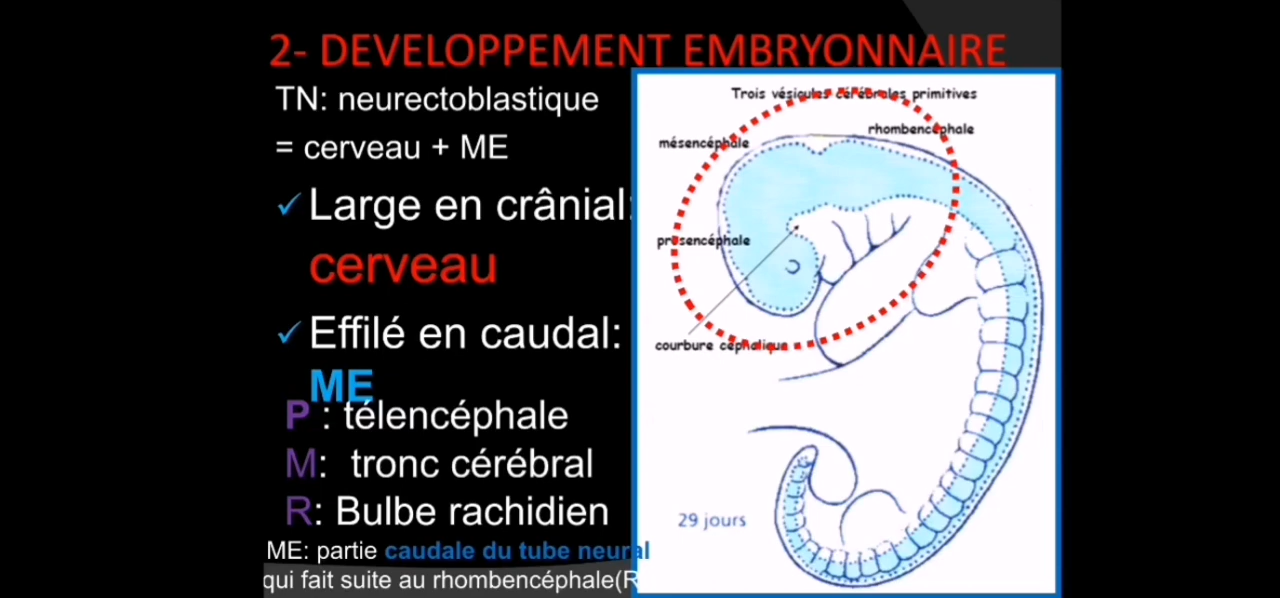 2- DEVELOPPEMENT EMBRYONNAIRE
TN: neurectoblastique
= cerveau + ME
✓ Large en crânial:
cerveau
✓ Effilé en caudal:
ME
P : télencéphale
M: tronc cérébral
R: Bulbe rachidien
ME: partie caudale du tube neural
qui fait suite au rhombencéphale(R
Trois vésicules cérébrales primitives
rhombencéphale
mésencéphale
prosencéphale
courbure céphalique
29 jours